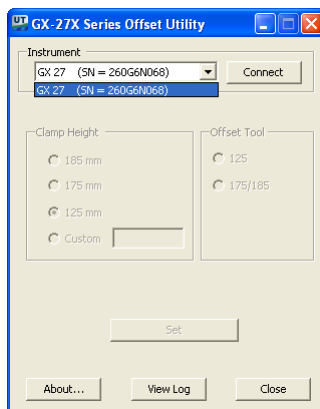 UT GX-27X Series Offset Utility
Instrument
GX 27 (SN = 260G6N068)
Connect
GX 27 (SN = 260G6N068)
Clamp Height
185 mm
175 mm
125 mm
Custom
Offset Tool
125
175/185
Set
About...
View Log
Close